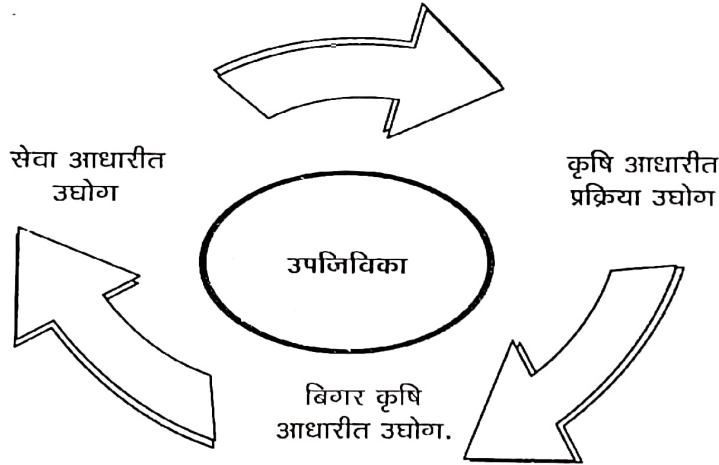 सेवा आधारीत
उघोग
कृषि आधारीत
प्रक्रिया उघोग
उपजिविका
बिगर कृषि
आधारीत उघोग.